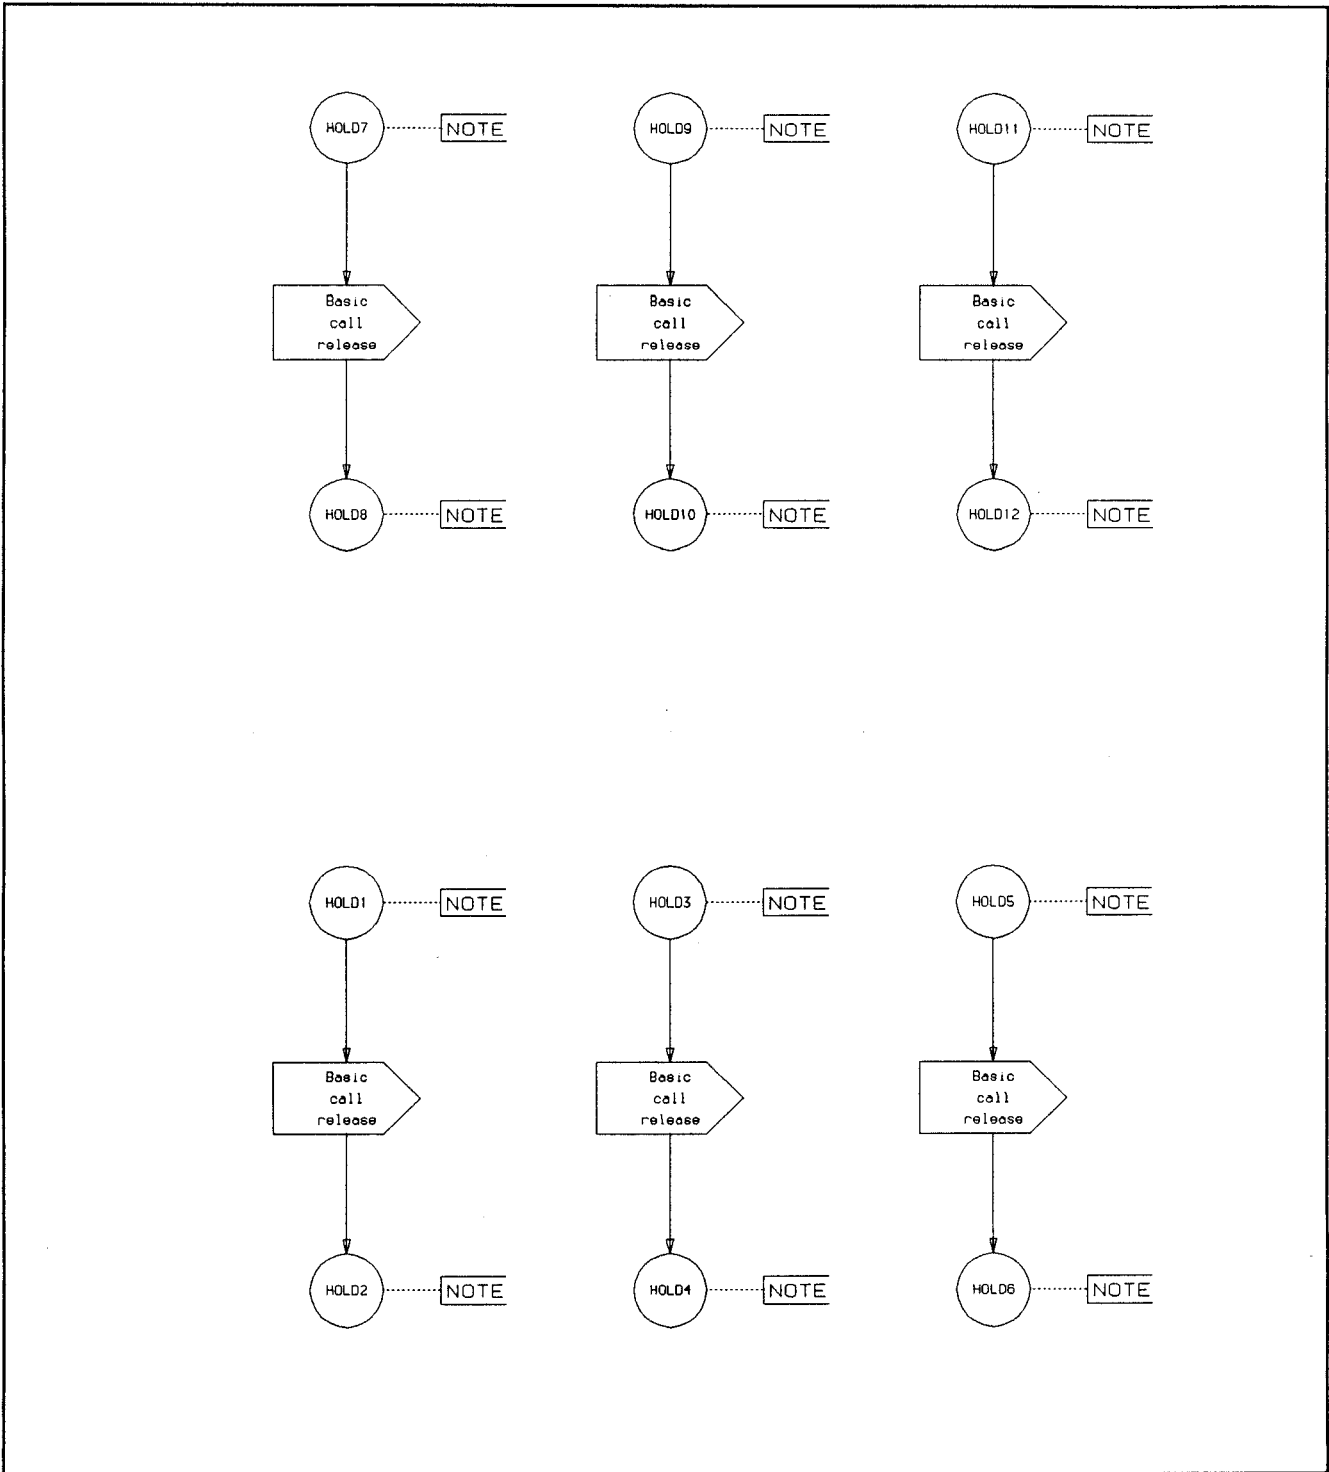 HOLD7 NOTE HOLD9 NOTE HOLD11 NOTE
Basic Basic Basic
call call call
release release release
HOLD8 NOTE HOLD10 NOTE HOLD12 NOTE
HOLD1 NOTE HOLD3 NOTE HOLD5 NOTE
Basic Basic Basic
call call call
release release release
HOLD2 NOTE HOLD4 NOTE HOLD6 NOTE